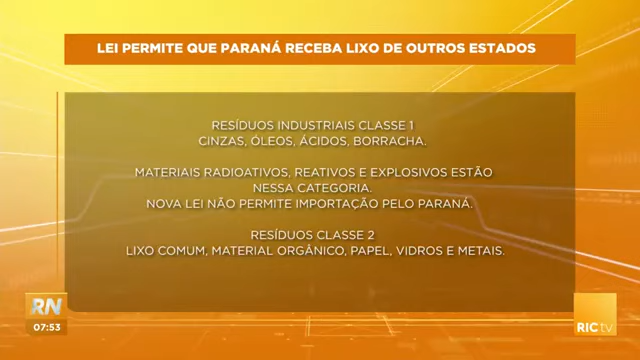 LEI PERMITE QUE PARANÁ RECEBA LIXO DE OUTROS ESTADOS
RESÍDUOS INDUSTRIAIS CLASSE 1
CINZAS, ÓLEOS, ÁCIDOS, BORRACHA.
MATERIAIS RADIOATIVOS, REATIVOS E EXPLOSIVOS ESTÃO
NESSA CATEGORIA.
NOVA LEI NÃO PERMITE IMPORTAÇÃO PELO PARANÁ.
RESÍDUOS CLASSE 2
LIXO COMUM, MATERIAL ORGÂNICO, PAPEL, VIDROS E METAIS.
RN
07:53
RICtv